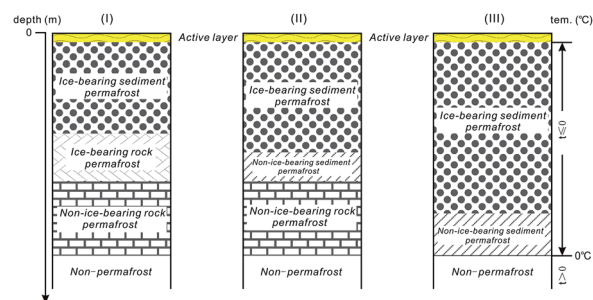 depth (m)
(I)
(II)
(III)
tem. (℃)
0
Active layer
Active layer
Ice-bearing sediment
permafrost
Ice-bearing rock
permafrost
Non-ice-bearing rock
permafrost
Non-permafrost
Ice-bearing sediment
permafrost
Non-ice-bearing sediment
permafrost
Non-ice-bearing rock
permafrost
Non-permafrost
Ice-bearing sediment
permafrost
Non-ice-bearing sediment
permafrost
Non-permafrost
t≤0
0℃
t>0